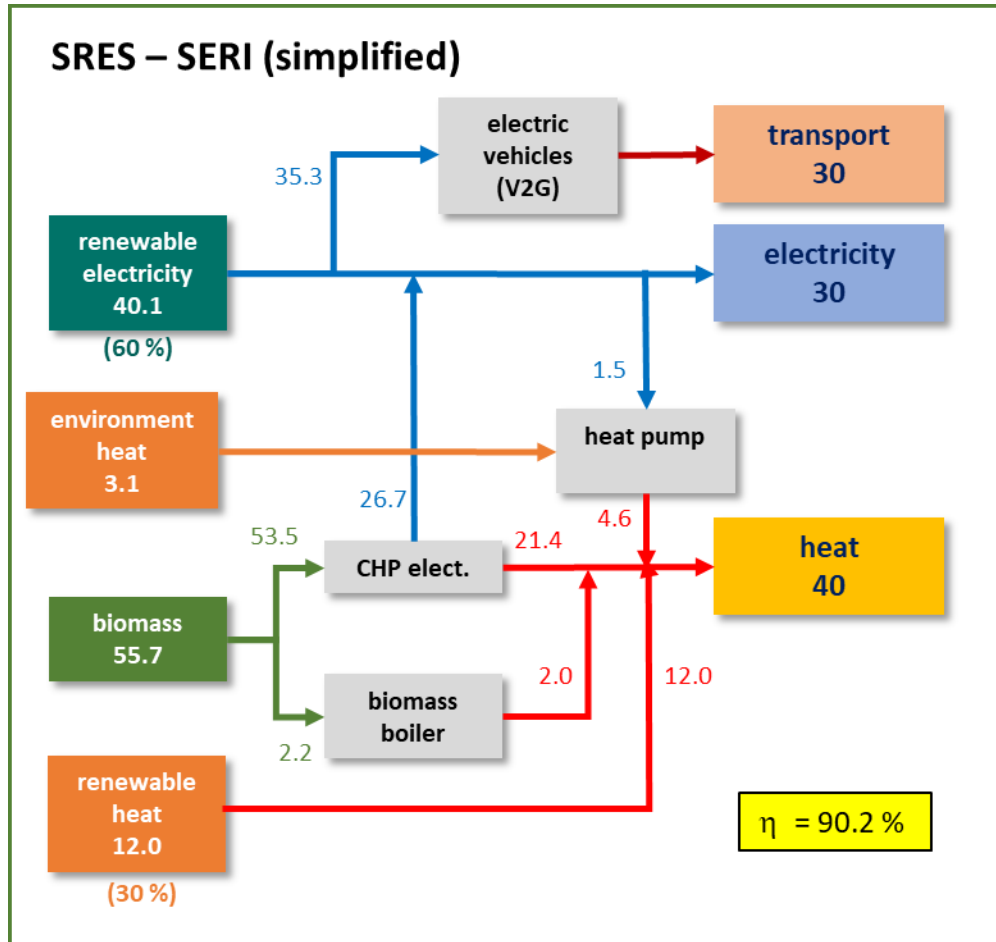 SRES – SERI (simplified)
electric
vehicles
(V2G)
transport
30
35.3
renewable
electricity
40.1
(60 %)
electricity
30
1.5
environment
heat
3.1
heat pump
26.7
4.6
53.5
21.4
CHP elect.
heat
40
biomass
55.7
2.0
12.0
biomass
boiler
2.2
renewable
heat
12.0
(30 %)
η = 90.2 %